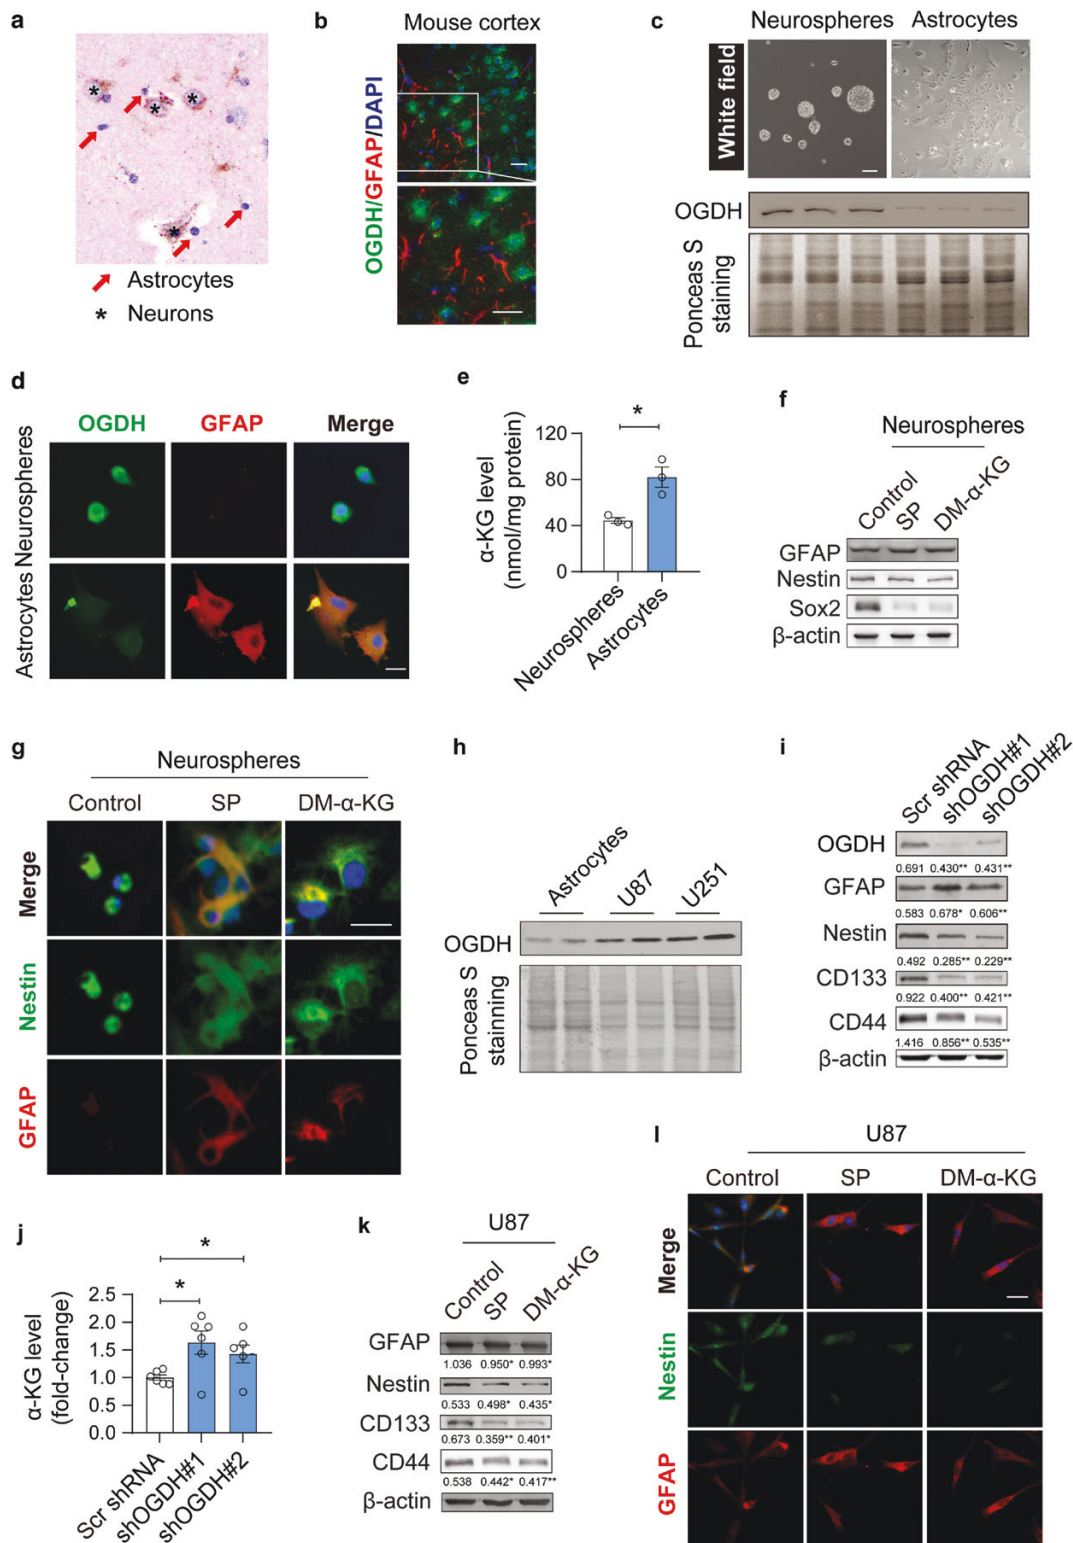 a
* * * *
Astrocytes
* Neurons
b
Mouse cortex
OGDH/GFAP/DAPI
c
Neurospheres Astrocytes
White field
OGDH
Ponceas S
staining
d
OGDH GFAP Merge
Neurospheres
Astrocytes
e
*
α-KG level
(nmol/mg protein)
120
80
40
0
Neurospheres
Astrocytes
f
Neurospheres
Control
SP
DM-α-KG
GFAP
Nestin
Sox2
β-actin
g
Neurospheres
Control SP DM-α-KG
Merge
Nestin
GFAP
h
Astrocytes
U87
U251
OGDH
Ponceas S
stainning
i
Scr shRNA
shOGDH#1
shOGDH#2
OGDH
0.691 0.430** 0.431**
GFAP
0.583 0.678* 0.606**
Nestin
0.492 0.285** 0.229**
CD133
0.922 0.400** 0.421**
CD44
1.416 0.856** 0.535**
β-actin
j
*
*
α-KG level
(fold-change)
2.5
2.0
1.5
1.0
0.5
0.0
Scr shRNA
shOGDH#1
shOGDH#2
k
U87
Control
SP
DM-α-KG
GFAP
1.036 0.950* 0.993*
Nestin
0.533 0.498* 0.435*
CD133
0.673 0.359** 0.401*
CD44
0.538 0.442* 0.417**
β-actin
l
U87
Control SP DM-α-KG
Merge
Nestin
GFAP